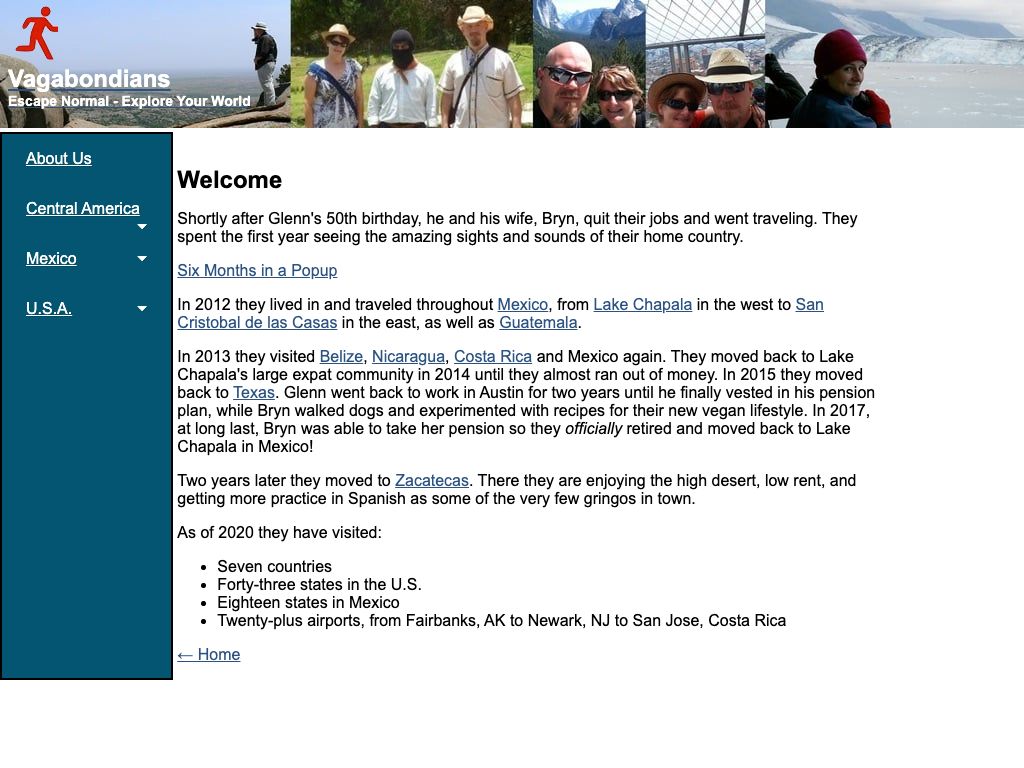 Vagabondians
Escape Normal - Explore Your World
About Us
Central America
Mexico
U.S.A.
Welcome
Shortly after Glenn's 50th birthday, he and his wife, Bryn, quit their jobs and went traveling. They
spent the first year seeing the amazing sights and sounds of their home country.
Six Months in a Popup
In 2012 they lived in and traveled throughout Mexico, from Lake Chapala in the west to San
Cristobal de las Casas in the east, as well as Guatemala.
In 2013 they visited Belize, Nicaragua, Costa Rica and Mexico again. They moved back to Lake
Chapala's large expat community in 2014 until they almost ran out of money. In 2015 they moved
back to Texas. Glenn went back to work in Austin for two years until he finally vested in his pension
plan, while Bryn walked dogs and experimented with recipes for their new vegan lifestyle. In 2017,
at long last, Bryn was able to take her pension so they officially retired and moved back to Lake
Chapala in Mexico!
Two years later they moved to Zacatecas. There they are enjoying the high desert, low rent, and
getting more practice in Spanish as some of the very few gringos in town.
As of 2020 they have visited:
• Seven countries
• Forty-three states in the U.S.
• Eighteen states in Mexico
• Twenty-plus airports, from Fairbanks, AK to Newark, NJ to San Jose, Costa Rica
← Home